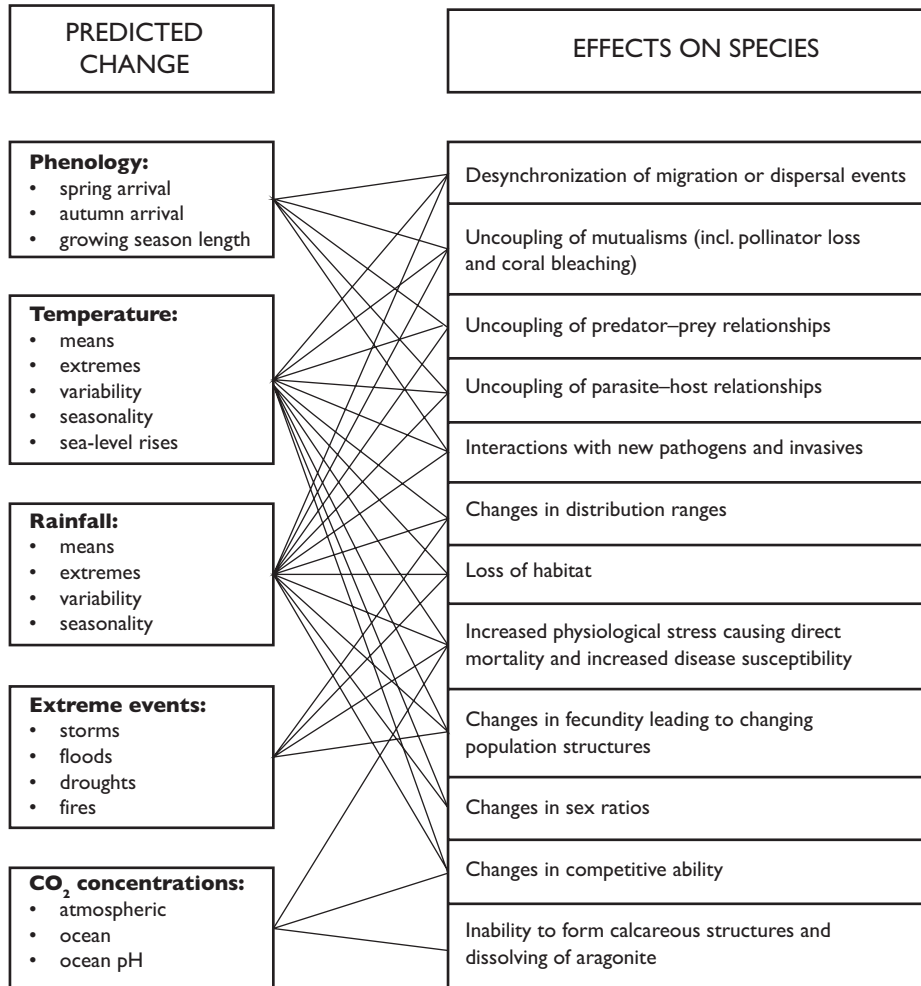 PREDICTED
CHANGE
EFFECTS ON SPECIES
Phenology:
• spring arrival
• autumn arrival
• growing season length
Temperature:
• means
• extremes
• variability
• seasonality
• sea-level rises
Rainfall:
• means
• extremes
• variability
• seasonality
Extreme events:
• storms
• floods
• droughts
• fires
CO₂ concentrations:
• atmospheric
• ocean
• ocean pH
Desynchronization of migration or dispersal events
Uncoupling of mutualisms (incl. pollinator loss
and coral bleaching)
Uncoupling of predator–prey relationships
Uncoupling of parasite–host relationships
Interactions with new pathogens and invasives
Changes in distribution ranges
Loss of habitat
Increased physiological stress causing direct
mortality and increased disease susceptibility
Changes in fecundity leading to changing
population structures
Changes in sex ratios
Changes in competitive ability
Inability to form calcareous structures and
dissolving of aragonite